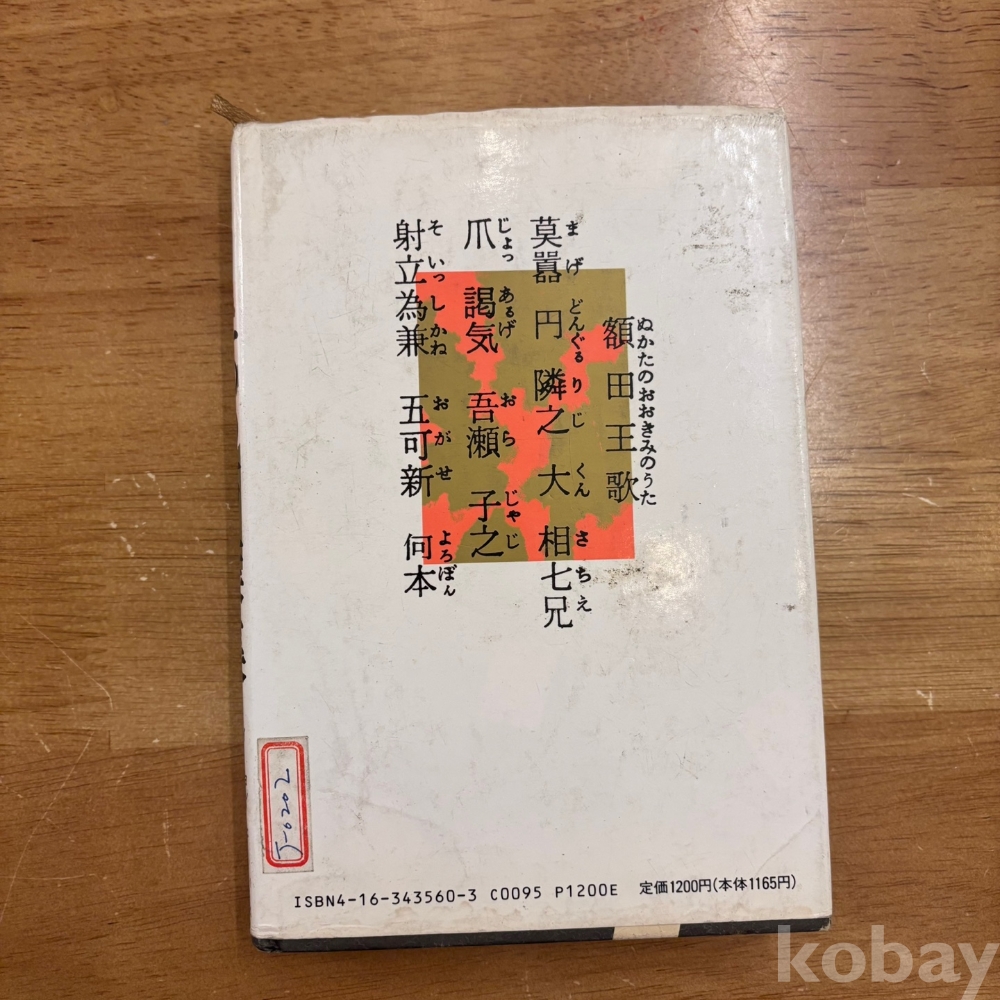 額田王歌
ぬかたのおおきみのうた
莫囂 円 隣之 大 相七兄
まげ どんぐる りじ くん さちえ
爪 謁気 吾瀬 子之
じょっ あるげ おら じゃじ
射立為兼 五可新 何本
そいっしかね おがせ よろぼん
J-0202
ISBN4-16-343560-3 C0095 P1200E 定価1200円(本体1165円)
kobay